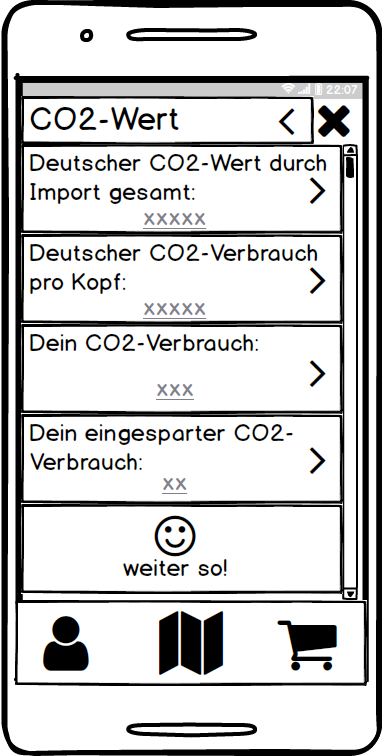 22:07
CO2-Wert
Deutscher CO2-Wert durch
Import gesamt:
xxxxx
Deutscher CO2-Verbrauch
pro Kopf:
xxxxx
Dein CO2-Verbrauch:
xxx
Dein eingesparter CO2-
Verbrauch:
xx
weiter so!